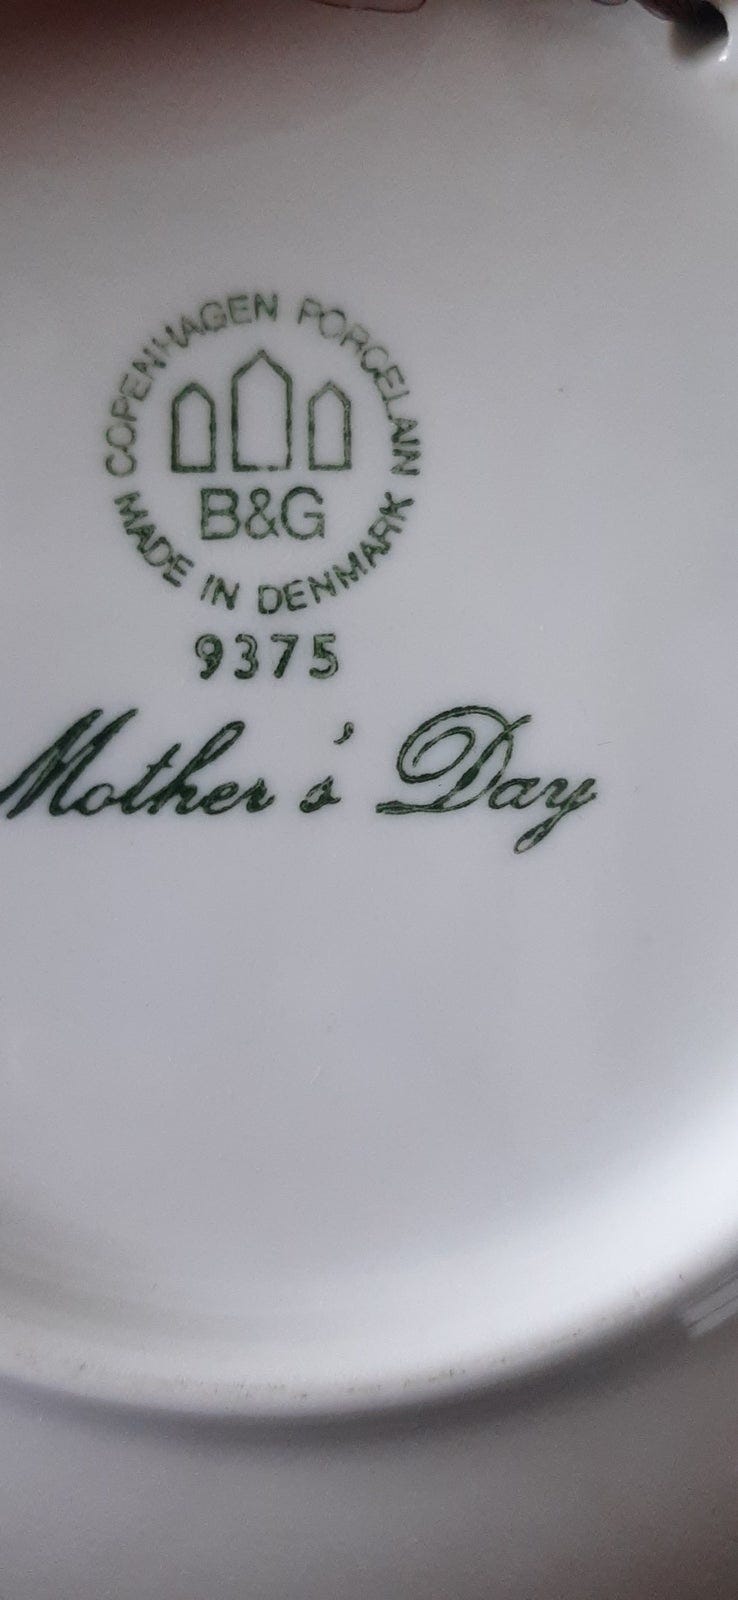 COPENHAGEN PORCELAIN
B&G
MADE IN DENMARK
9375
Mother's Day